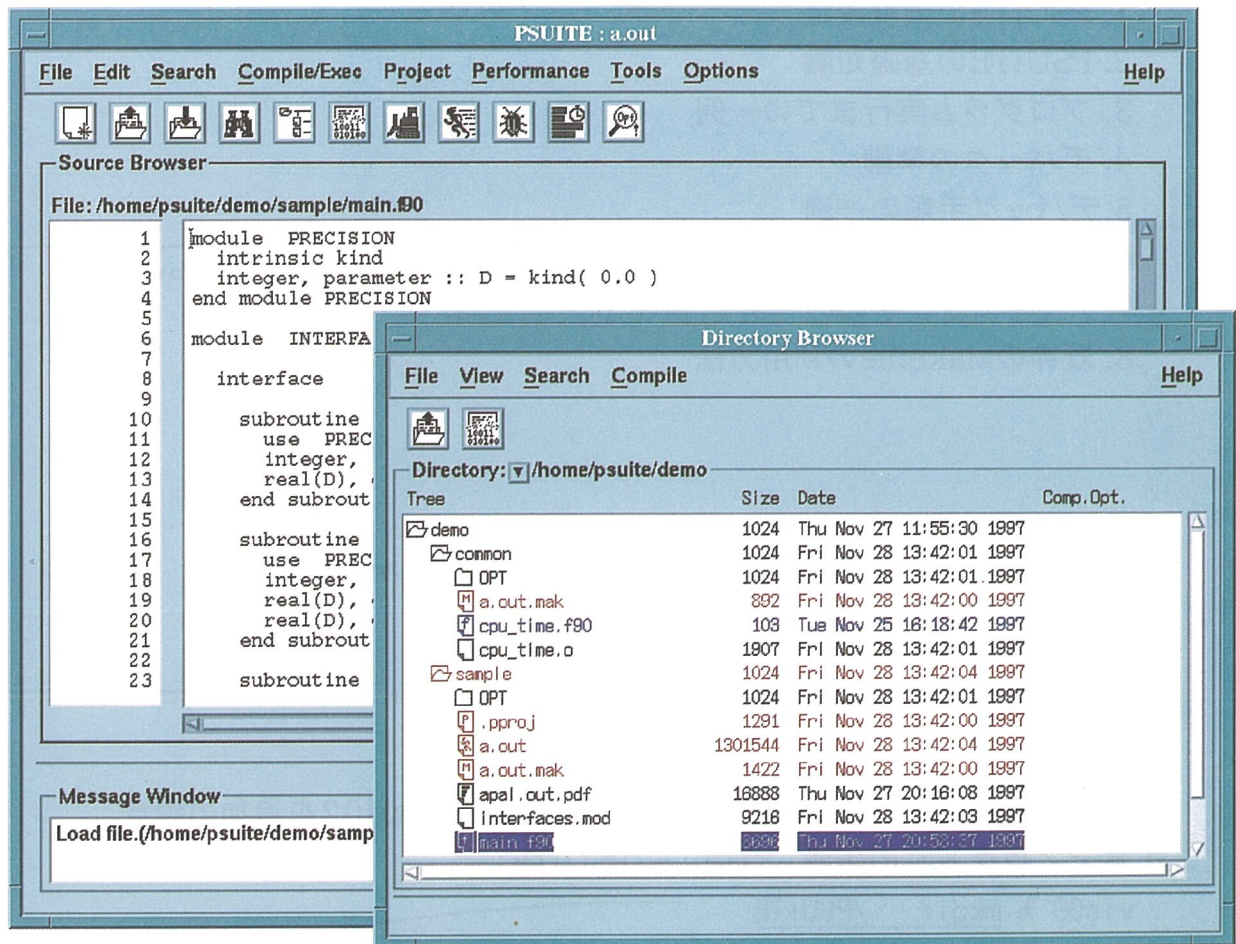 PSUITE : a.out
File Edit Search Compile/Exec Project Performance Tools Options Help
10011
010100
Opt
Source Browser
File: /home/psuite/demo/sample/main.f90
1 module PRECISION
2 intrinsic kind
3 integer, parameter :: D = kind( 0.0 )
4 end module PRECISION
5
6 module INTERFA
7
8 interface
9
10 subroutine
11 use PREC
12 integer,
13 real(D),
14 end subrout
15
16 subroutine
17 use PREC
18 integer,
19 real(D),
20 real(D),
21 end subrout
22
23 subroutine
Message Window
Load file.(/home/psuite/demo/samp
Directory Browser
File View Search Compile Help
10011
010100
Directory: /home/psuite/demo
Tree Size Date Comp.Opt.
demo 1024 Thu Nov 27 11:55:30 1997
common 1024 Fri Nov 28 13:42:01 1997
OPT 1024 Fri Nov 28 13:42:01 1997
M a.out.mak 892 Fri Nov 28 13:42:00 1997
f cpu_time.f90 103 Tue Nov 25 16:18:42 1997
cpu_time.o 1907 Fri Nov 28 13:42:01 1997
sample 1024 Fri Nov 28 13:42:04 1997
OPT 1024 Fri Nov 28 13:42:01 1997
P .pproj 1291 Fri Nov 28 13:42:00 1997
a.out 1301544 Fri Nov 28 13:42:04 1997
M a.out.mak 1422 Fri Nov 28 13:42:00 1997
apal.out.pdf 16888 Thu Nov 27 20:16:08 1997
interfaces.mod 9216 Fri Nov 28 13:42:03 1997
f main.f90 Thu Nov 27 1997